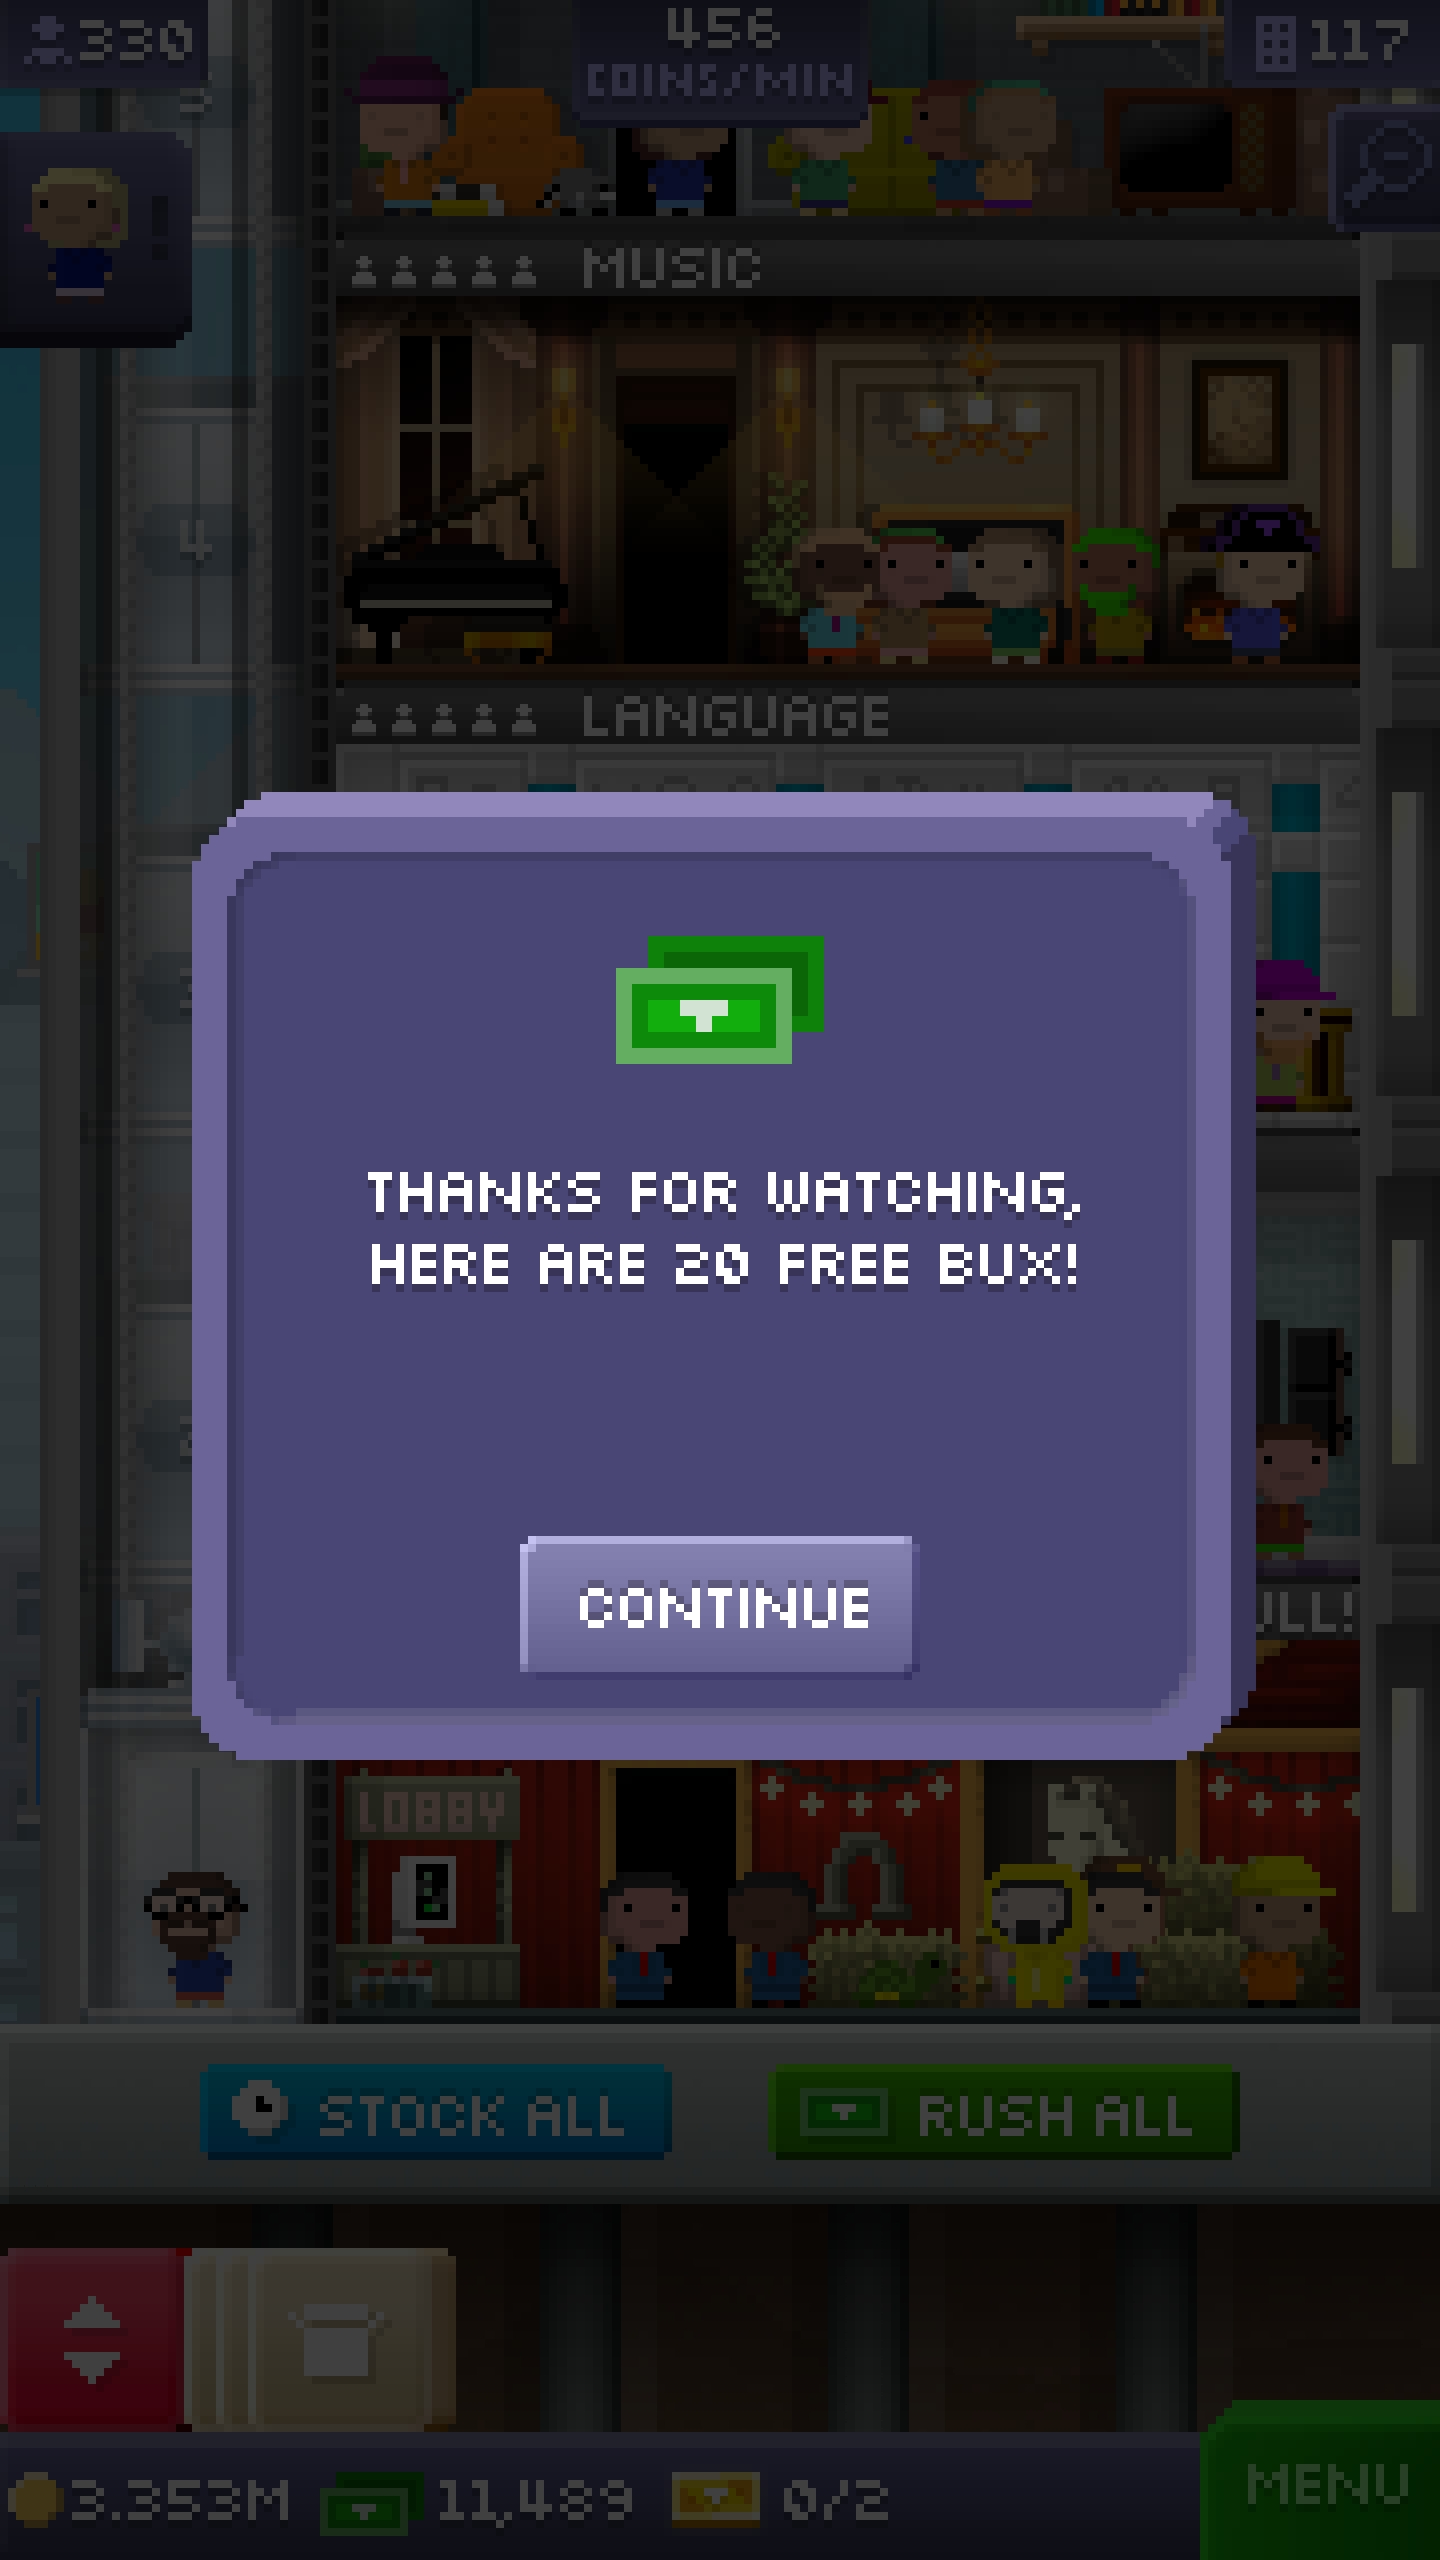 330
456
COINS/MIN
117
MUSIC
4
LANGUAGE
THANKS FOR WATCHING,
HERE ARE 20 FREE BUX!
CONTINUE
LOBBY
STOCK ALL
RUSH ALL
3.353M
11,489
0/2
MENU